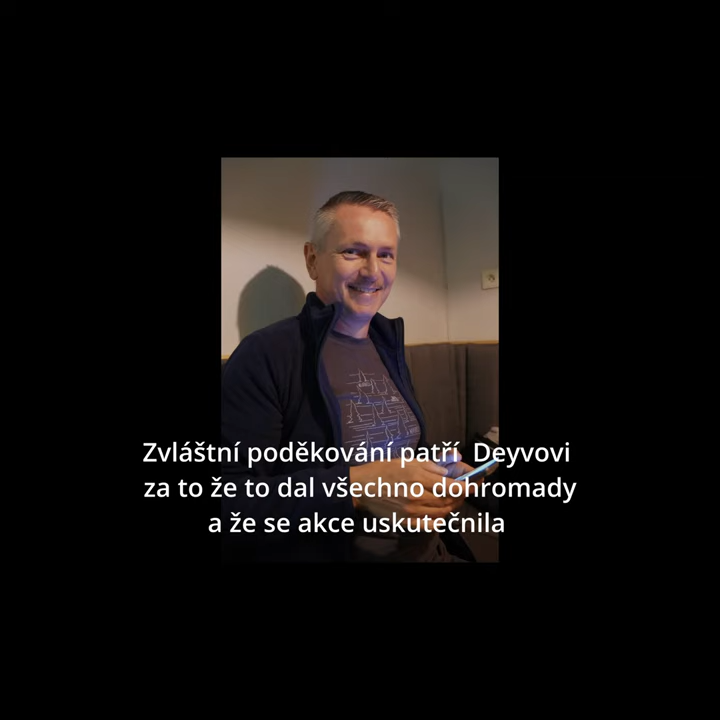 Zvláštní poděkování patří  Deyvovi
za to že to dal všechno dohromady
a že se akce uskutečnila